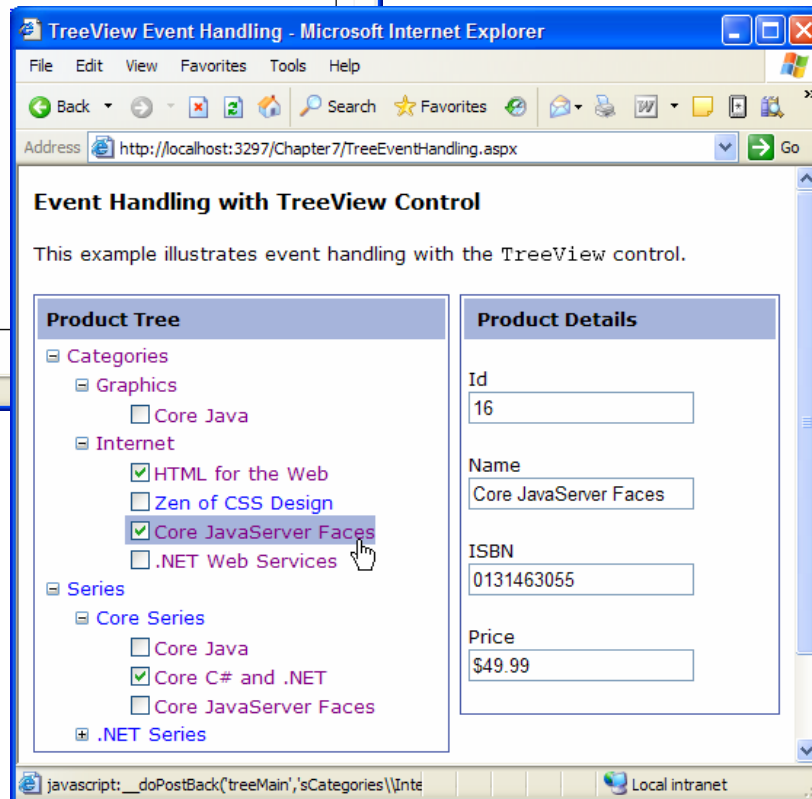 TreeView Event Handling - Microsoft Internet Explorer
File Edit View Favorites Tools Help
Back Search Favorites »
Address http://localhost:3297/Chapter7/TreeEventHandling.aspx Go
Event Handling with TreeView Control
This example illustrates event handling with the TreeView control.
Product Tree
Categories
Graphics
Core Java
Internet
HTML for the Web
Zen of CSS Design
Core JavaServer Faces
.NET Web Services
Series
Core Series
Core Java
Core C# and .NET
Core JavaServer Faces
.NET Series
Product Details
Id
16
Name
Core JavaServer Faces
ISBN
0131463055
Price
$49.99
javascript:__doPostBack('treeMain','sCategories\\Inte Local intranet